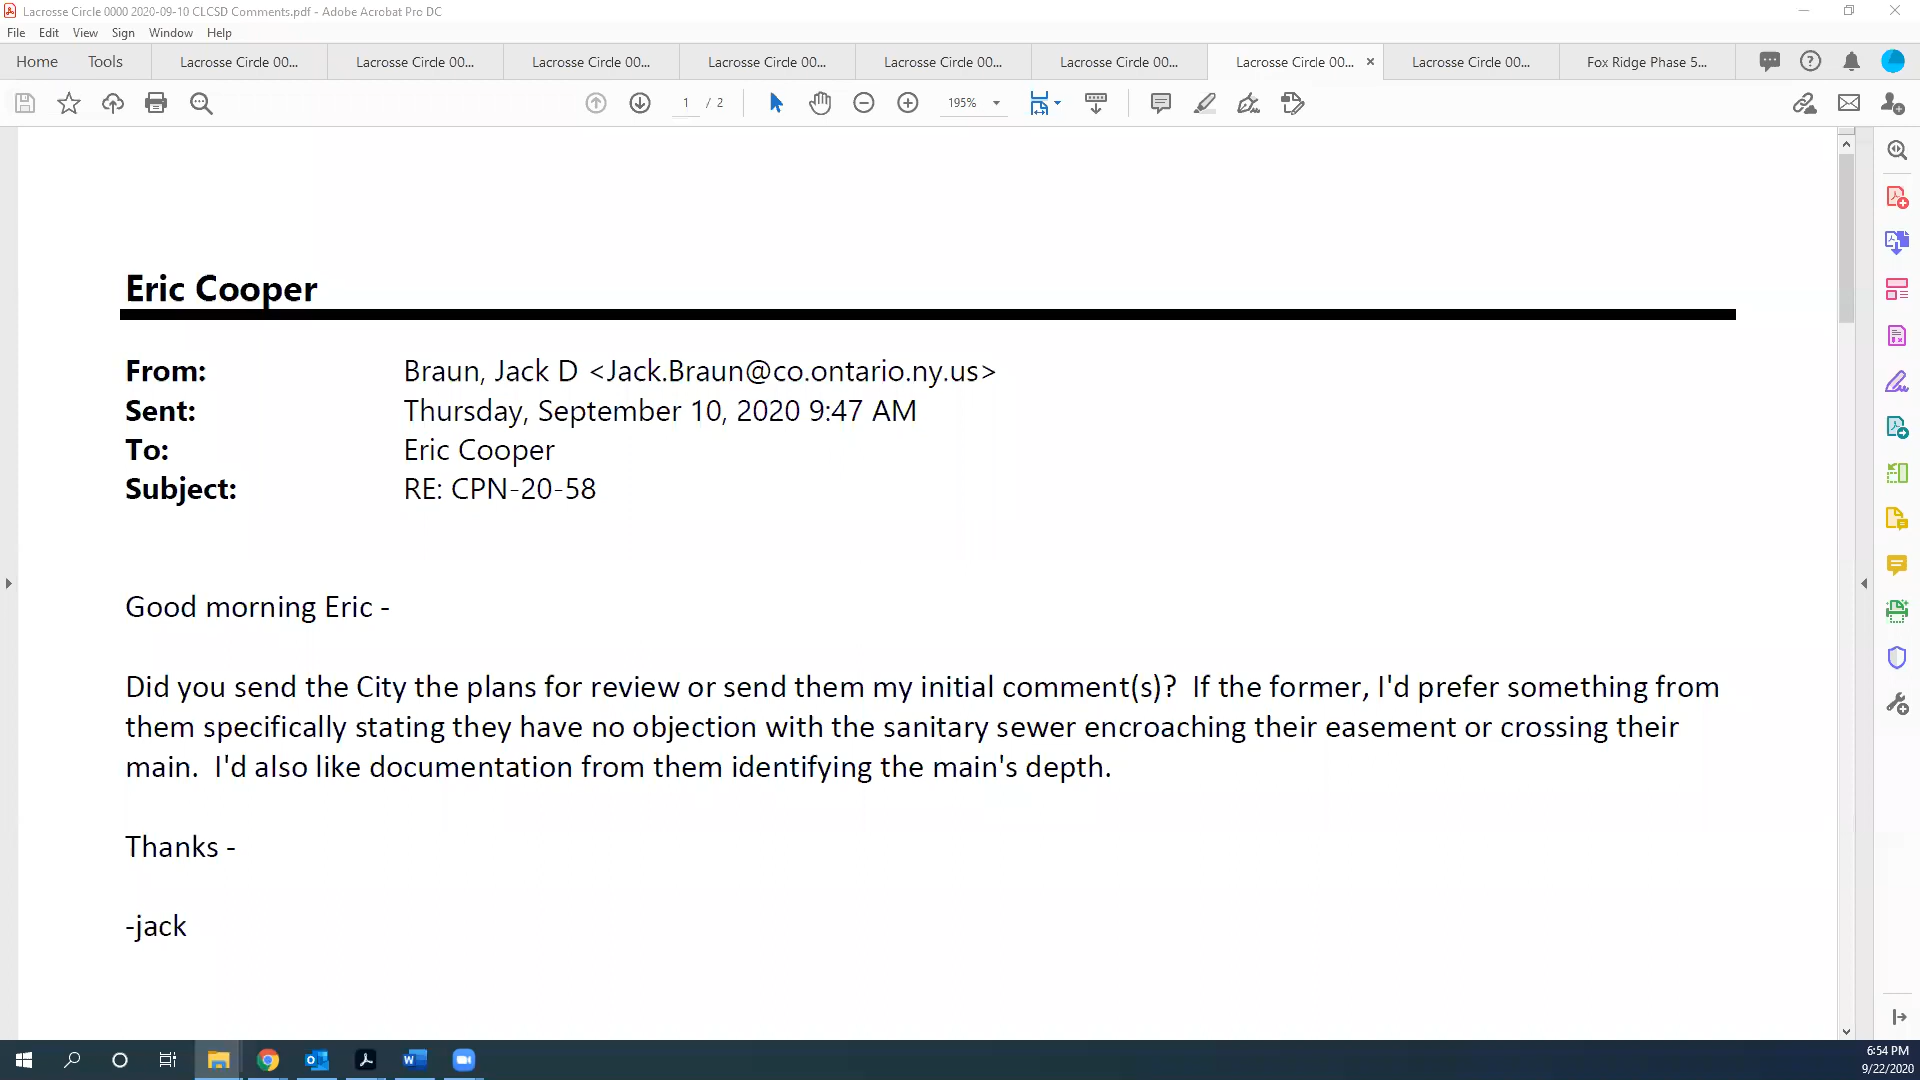 Lacrosse Circle 0000 2020-09-10 CLCSD Comments.pdf - Adobe Acrobat Pro DC
File Edit View Sign Window Help
Home Tools Lacrosse Circle 00... Lacrosse Circle 00... Lacrosse Circle 00... Lacrosse Circle 00... Lacrosse Circle 00... Lacrosse Circle 00... Lacrosse Circle 00... × Lacrosse Circle 00... Fox Ridge Phase 5...
1 / 2 195%
Eric Cooper
From: Braun, Jack D <Jack.Braun@co.ontario.ny.us>
Sent: Thursday, September 10, 2020 9:47 AM
To: Eric Cooper
Subject: RE: CPN-20-58
Good morning Eric -
Did you send the City the plans for review or send them my initial comment(s)?  If the former, I'd prefer something from
them specifically stating they have no objection with the sanitary sewer encroaching their easement or crossing their
main.  I'd also like documentation from them identifying the main's depth.
Thanks -
-jack
6:54 PM
9/22/2020